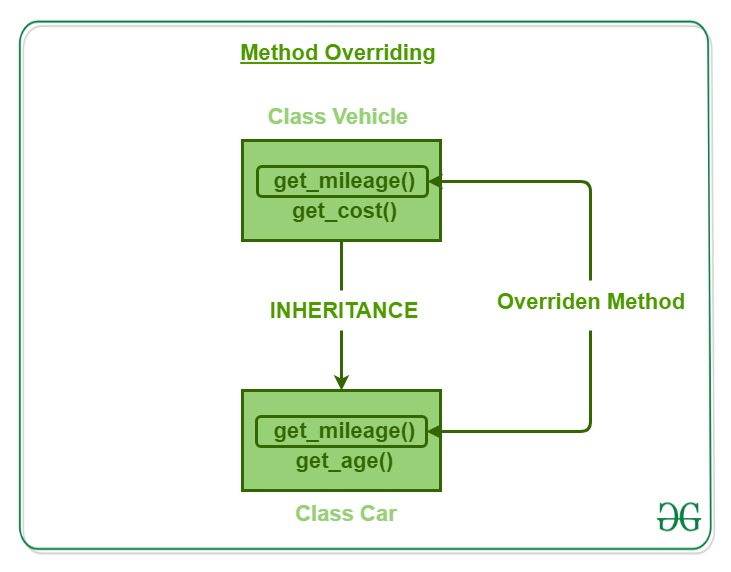 Method Overriding
Class Vehicle
get_mileage()
get_cost()
INHERITANCE
Overriden Method
get_mileage()
get_age()
Class Car